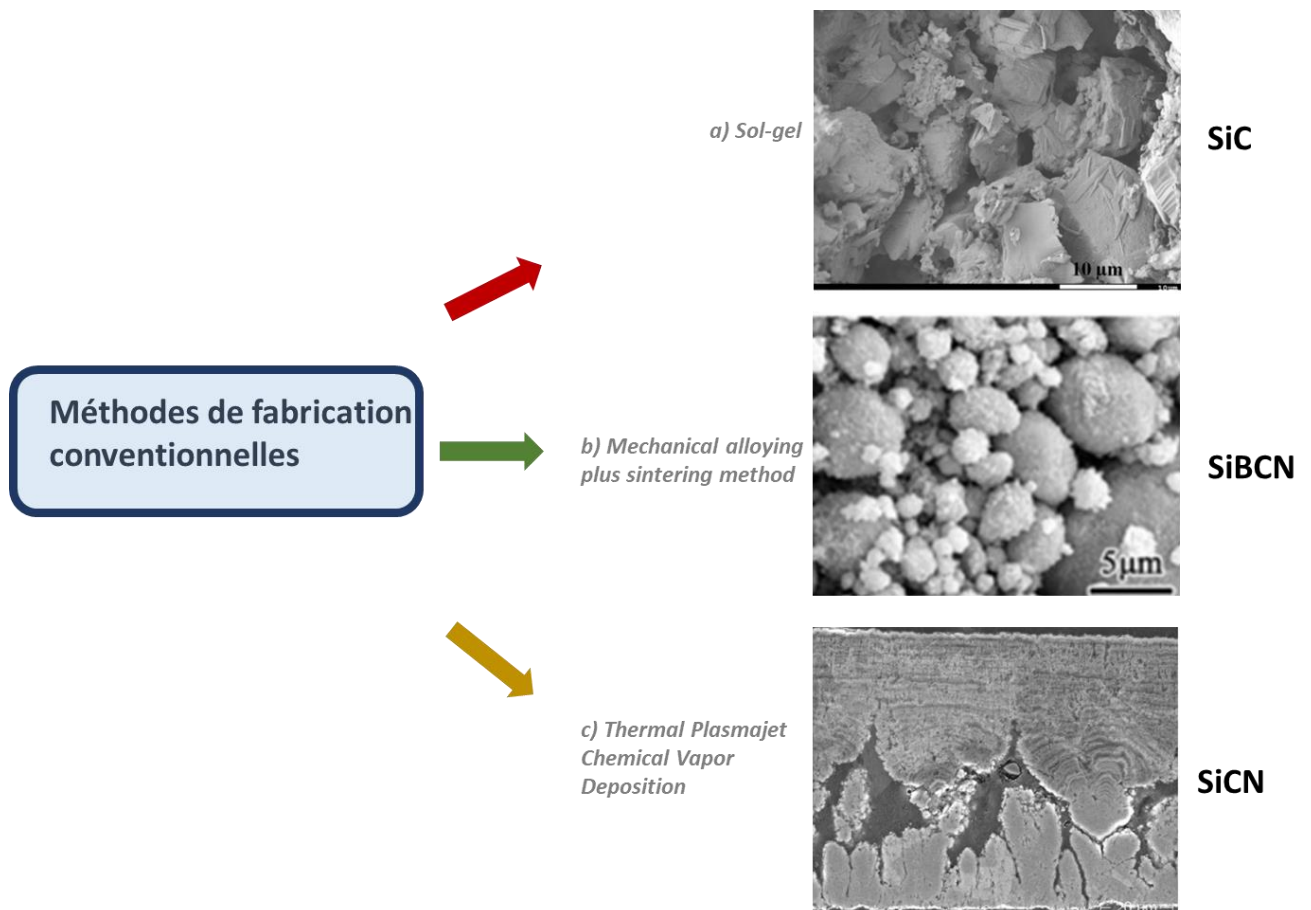 a) Sol-gel
SiC
10 µm
Méthodes de fabrication
conventionnelles
b) Mechanical alloying
plus sintering method
SiBCN
5µm
c) Thermal Plasmajet
Chemical Vapor
Deposition
SiCN